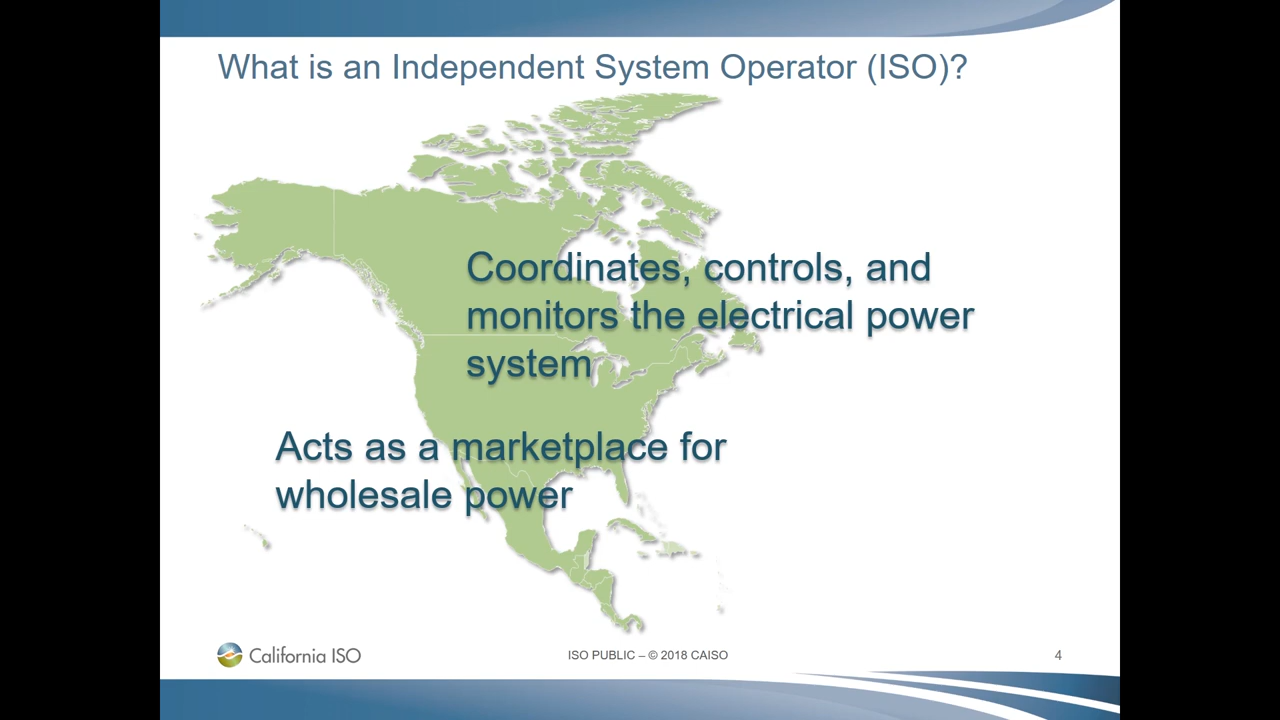 What is an Independent System Operator (ISO)?
Coordinates, controls, and
monitors the electrical power
system
Acts as a marketplace for
wholesale power
California ISO
ISO PUBLIC – © 2018 CAISO
4